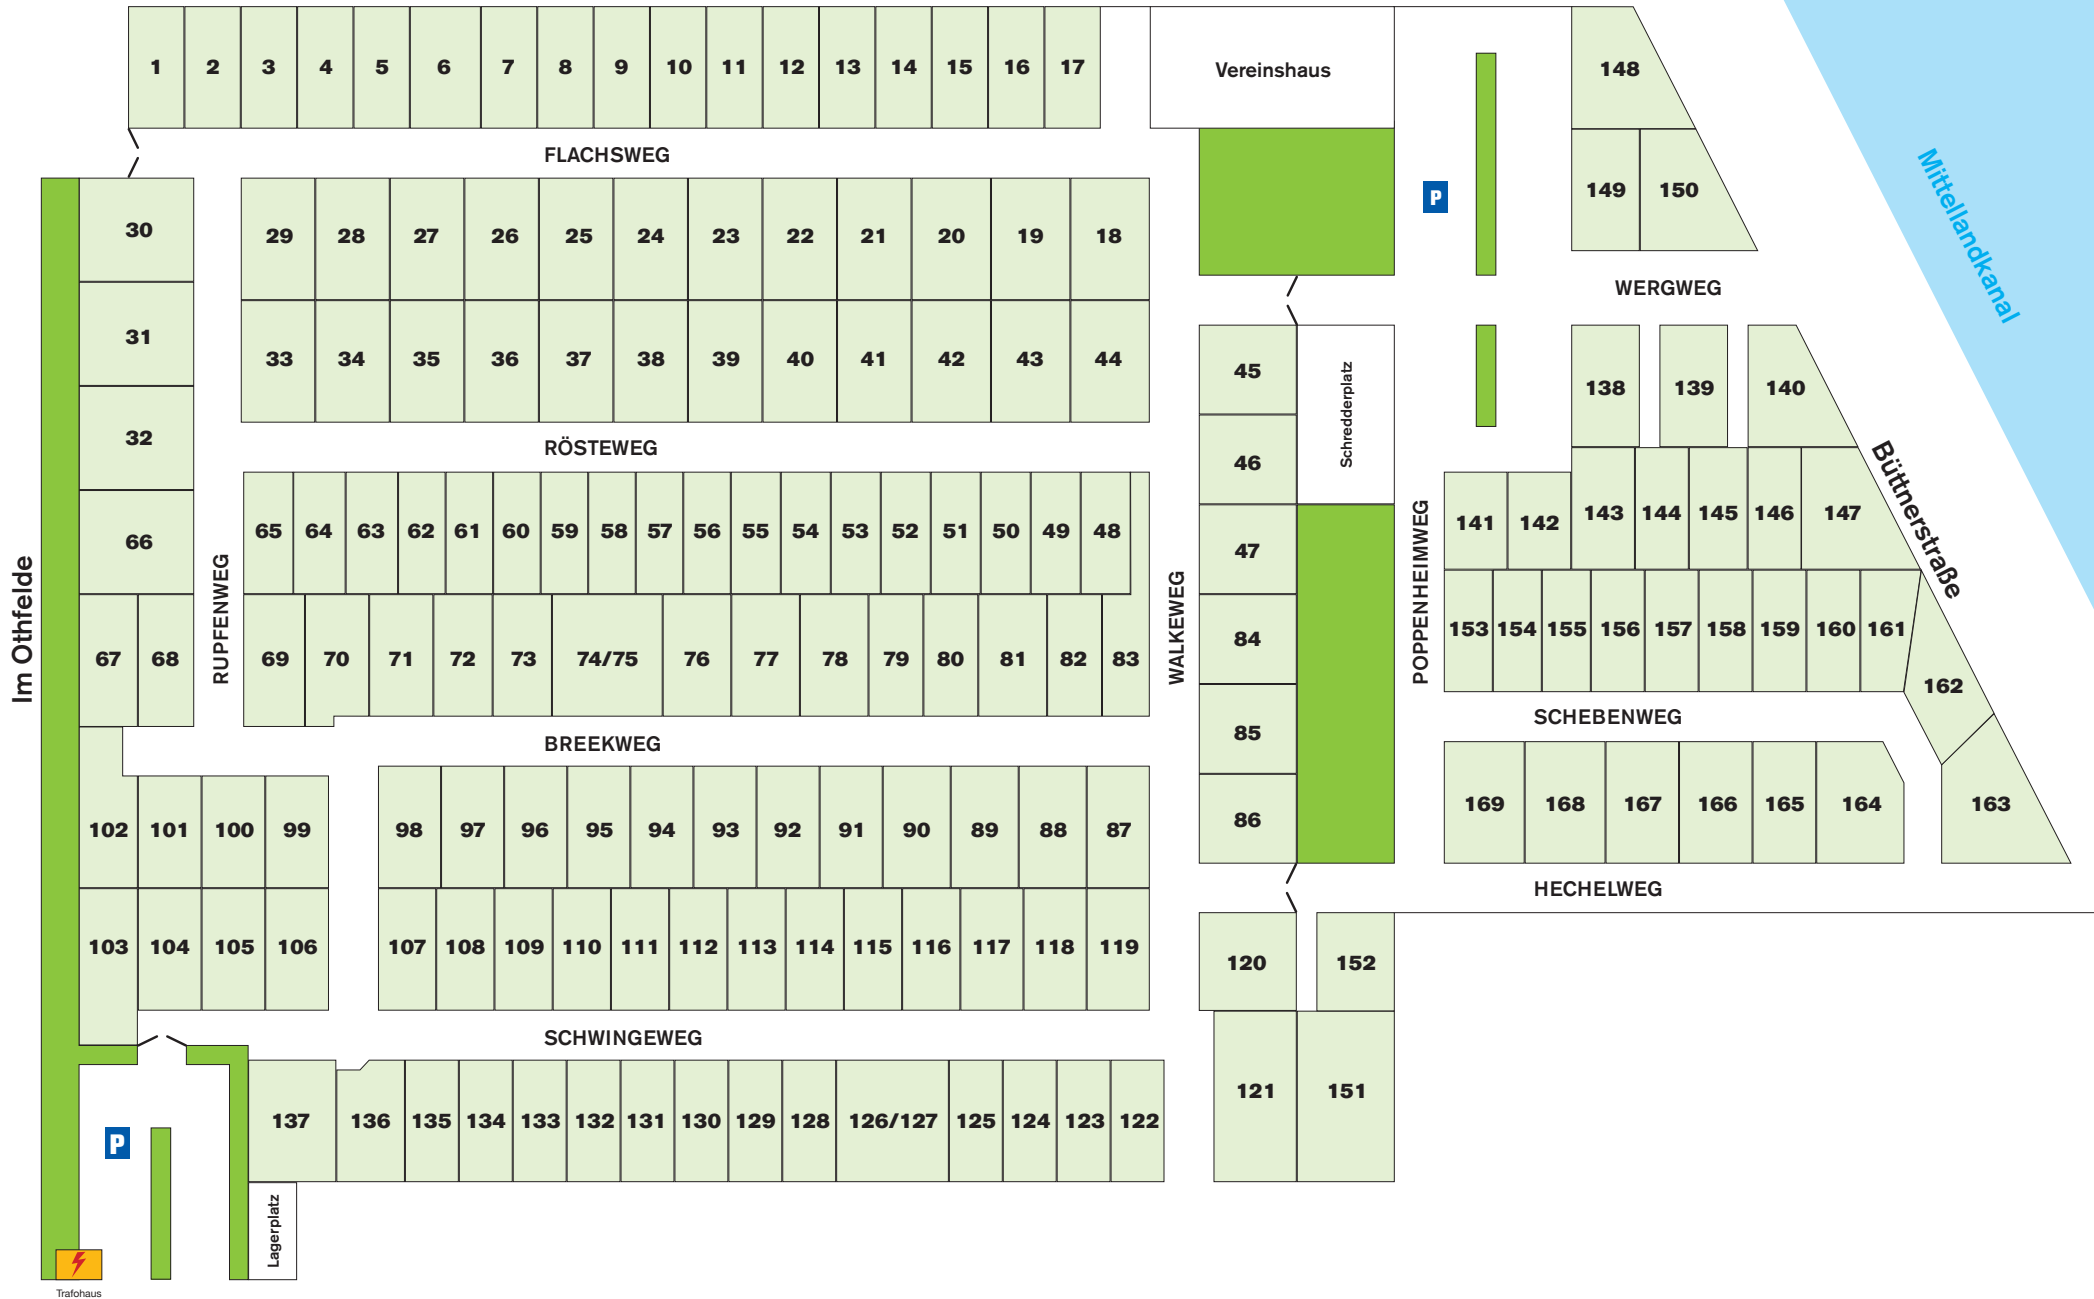 1 2 3 4 5 6 7 8 9 10 11 12 13 14 15 16 17
Vereinshaus
148
FLACHSWEG
149 150
P
Mittellandkanal
30
29 28 27 26 25 24 23 22 21 20 19 18
WERGWEG
31
33 34 35 36 37 38 39 40 41 42 43 44
45
Schredderplatz
138 139 140
32
RÖSTEWEG
46
Büttnerstraße
66
65 64 63 62 61 60 59 58 57 56 55 54 53 52 51 50 49 48
47
141 142 143 144 145 146 147
Im Othfelde
RUPFENWEG
WALKEWEG
POPPENHEIMWEG
67 68
69 70 71 72 73 74/75 76 77 78 79 80 81 82 83
84
153 154 155 156 157 158 159 160 161
162
SCHEBENWEG
BREEKWEG
85
102 101 100 99
98 97 96 95 94 93 92 91 90 89 88 87
86
169 168 167 166 165 164 163
HECHELWEG
103 104 105 106
107 108 109 110 111 112 113 114 115 116 117 118 119
120 152
SCHWINGEWEG
121 151
P
137 136 135 134 133 132 131 130 129 128 126/127 125 124 123 122
Lagerplatz
Trafohaus